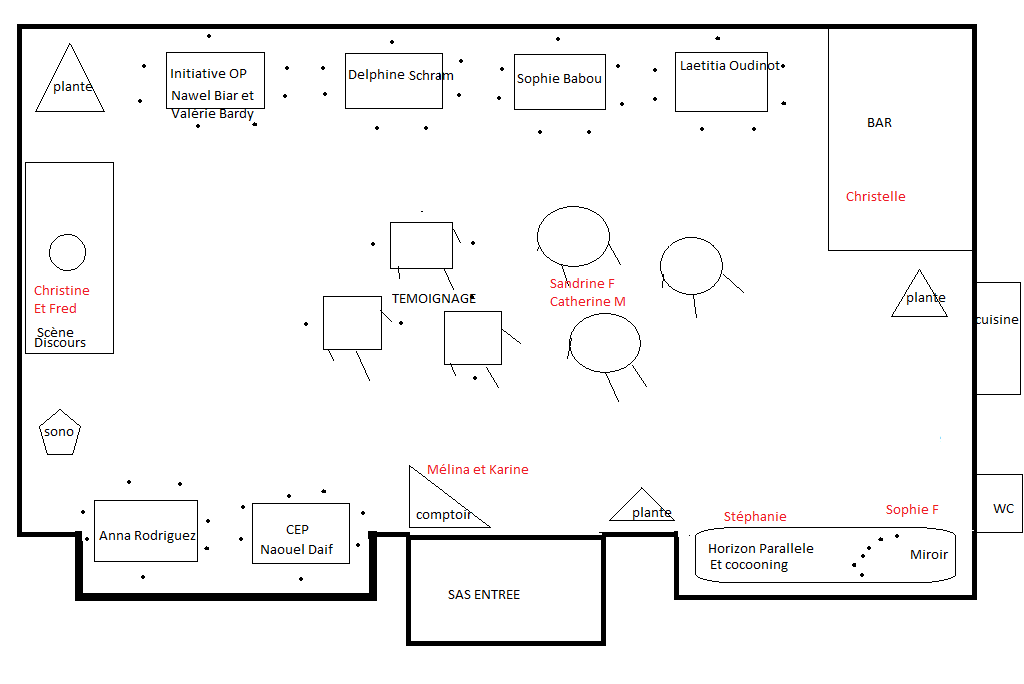 plante
Initiative OP
Nawel Biar et
Valérie Bardy
Delphine Schram
Sophie Babou
Laetitia Oudinot
BAR
Christelle
Christine
Et Fred
Scène
Discours
TEMOIGNAGE
Sandrine F
Catherine M
plante
cuisine
sono
Anna Rodriguez
CEP
Naouel Daif
Mélina et Karine
comptoir
SAS ENTREE
plante
Stéphanie
Sophie F
Horizon Parallele
Et cocooning
Miroir
WC